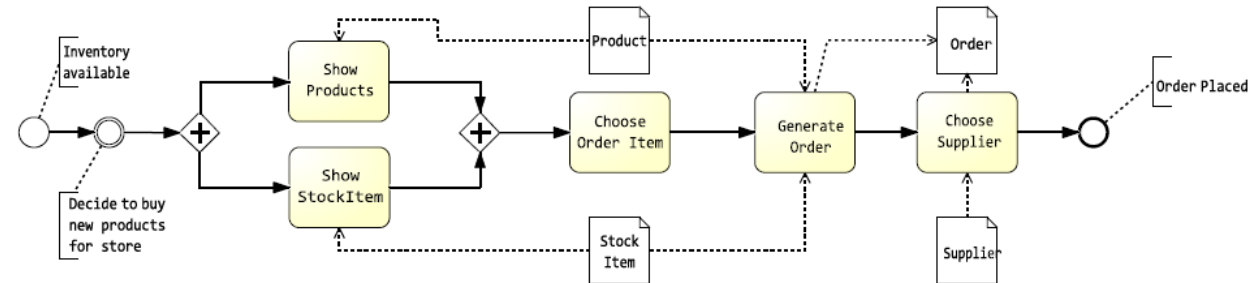 Inventory
available
Decide to buy
new products
for store
Show
Products
Show
StockItem
Choose
Order Item
Product
Stock
Item
Generate
Order
Order
Choose
Supplier
Supplier
Order Placed